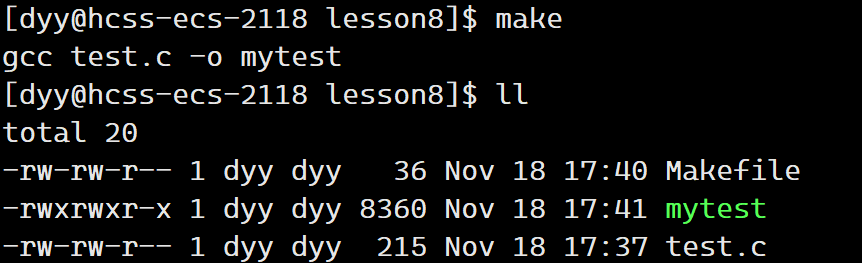 [dyy@hcss-ecs-2118 lesson8]$ make
gcc test.c -o mytest
[dyy@hcss-ecs-2118 lesson8]$ ll
total 20
-rw-rw-r-- 1 dyy dyy   36 Nov 18 17:40 Makefile
-rwxrwxr-x 1 dyy dyy 8360 Nov 18 17:41 mytest
-rw-rw-r-- 1 dyy dyy  215 Nov 18 17:37 test.c